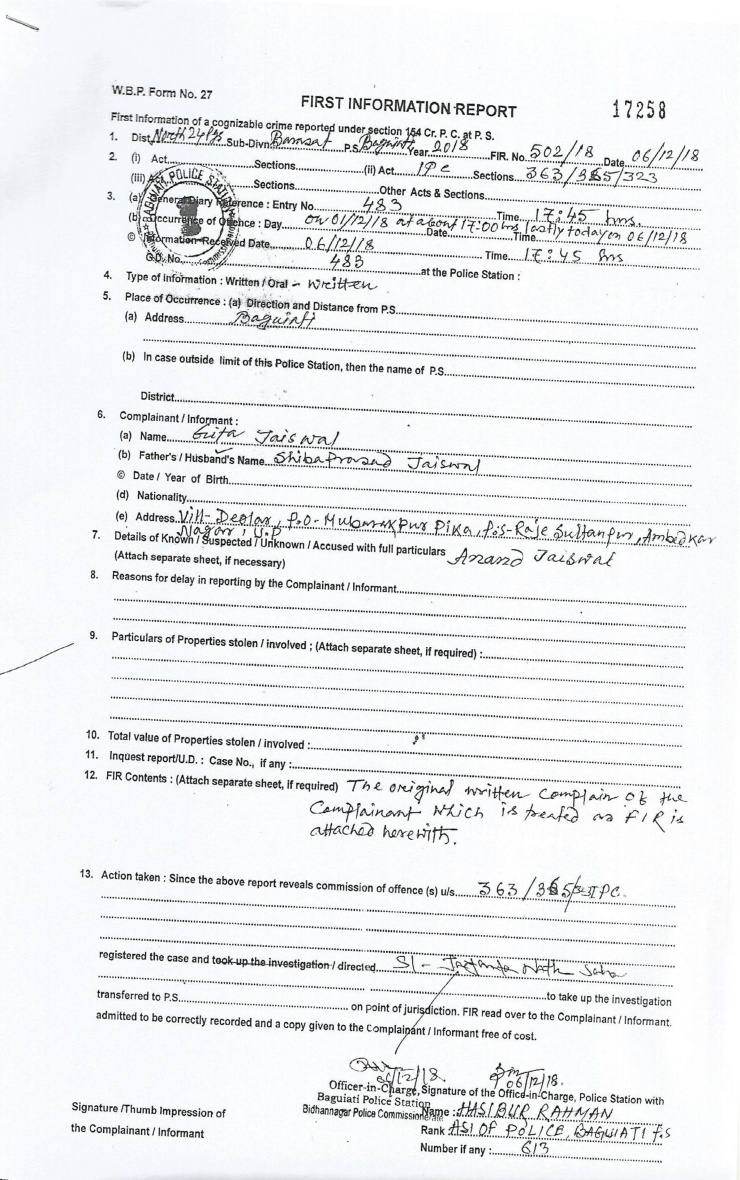 W.B.P. Form No. 27
FIRST INFORMATION REPORT 17258
First Information of a cognizable crime reported under section 154 Cr. P. C. at P. S.
1. Dist. North 24 Pgs Sub-Divn. Barasat P.S. Baguiati Year 2018 FIR. No. 502/18 Date 06/12/18
2. (i) Act Sections (ii) Act IPC Sections 363/365/323
(iii) Sections Other Acts & Sections
3. (a) General Diary Reference : Entry No. 483 Time 17:45 hrs.
(b) Occurrence of Offence : Day on 01/12/18 at about 17:00 hrs lastly today on 06/12/18 Date Time
© Information Received Date 06/12/18 Time 17:45 hrs
G.D. No. 483 at the Police Station :
4. Type of Information : Written / Oral - written
5. Place of Occurrence : (a) Direction and Distance from P.S.
(a) Address Baguiati
(b) In case outside limit of this Police Station, then the name of P.S.
District
6. Complainant / Informant :
(a) Name Gita Jaiswal
(b) Father's / Husband's Name Shibaprasad Jaiswal
© Date / Year of Birth
(d) Nationality
(e) Address Vill- Deolar, P.O- Mubarakpur Pika, P.S- Raje Sultanpur, Ambedkar
Nagar, U.P
7. Details of Known / Suspected / Unknown / Accused with full particulars
(Attach separate sheet, if necessary) Anand Jaiswal
8. Reasons for delay in reporting by the Complainant / Informant
9. Particulars of Properties stolen / involved ; (Attach separate sheet, if required) :
10. Total value of Properties stolen / involved :
11. Inquest report/U.D. : Case No., if any :
12. FIR Contents : (Attach separate sheet, if required) The original written Complain of the
Complainant which is treated as FIR is
attached herewith.
13. Action taken : Since the above report reveals commission of offence (s) u/s. 363/365/323 IPC.
registered the case and took up the investigation / directed SI - Nath Saha
to take up the investigation
transferred to P.S. on point of jurisdiction. FIR read over to the Complainant / Informant.
admitted to be correctly recorded and a copy given to the Complainant / Informant free of cost.
06/12/18 06/12/18.
Officer-in-Charge, Signature of the Office-in-Charge, Police Station with
Baguiati Police Station
Bidhannagar Police Commissionerate Name : HASIBUR RAHMAN
Signature /Thumb Impression of
the Complainant / Informant
Rank ASI OF POLICE, BAGUIATI P.S
Number if any : 613